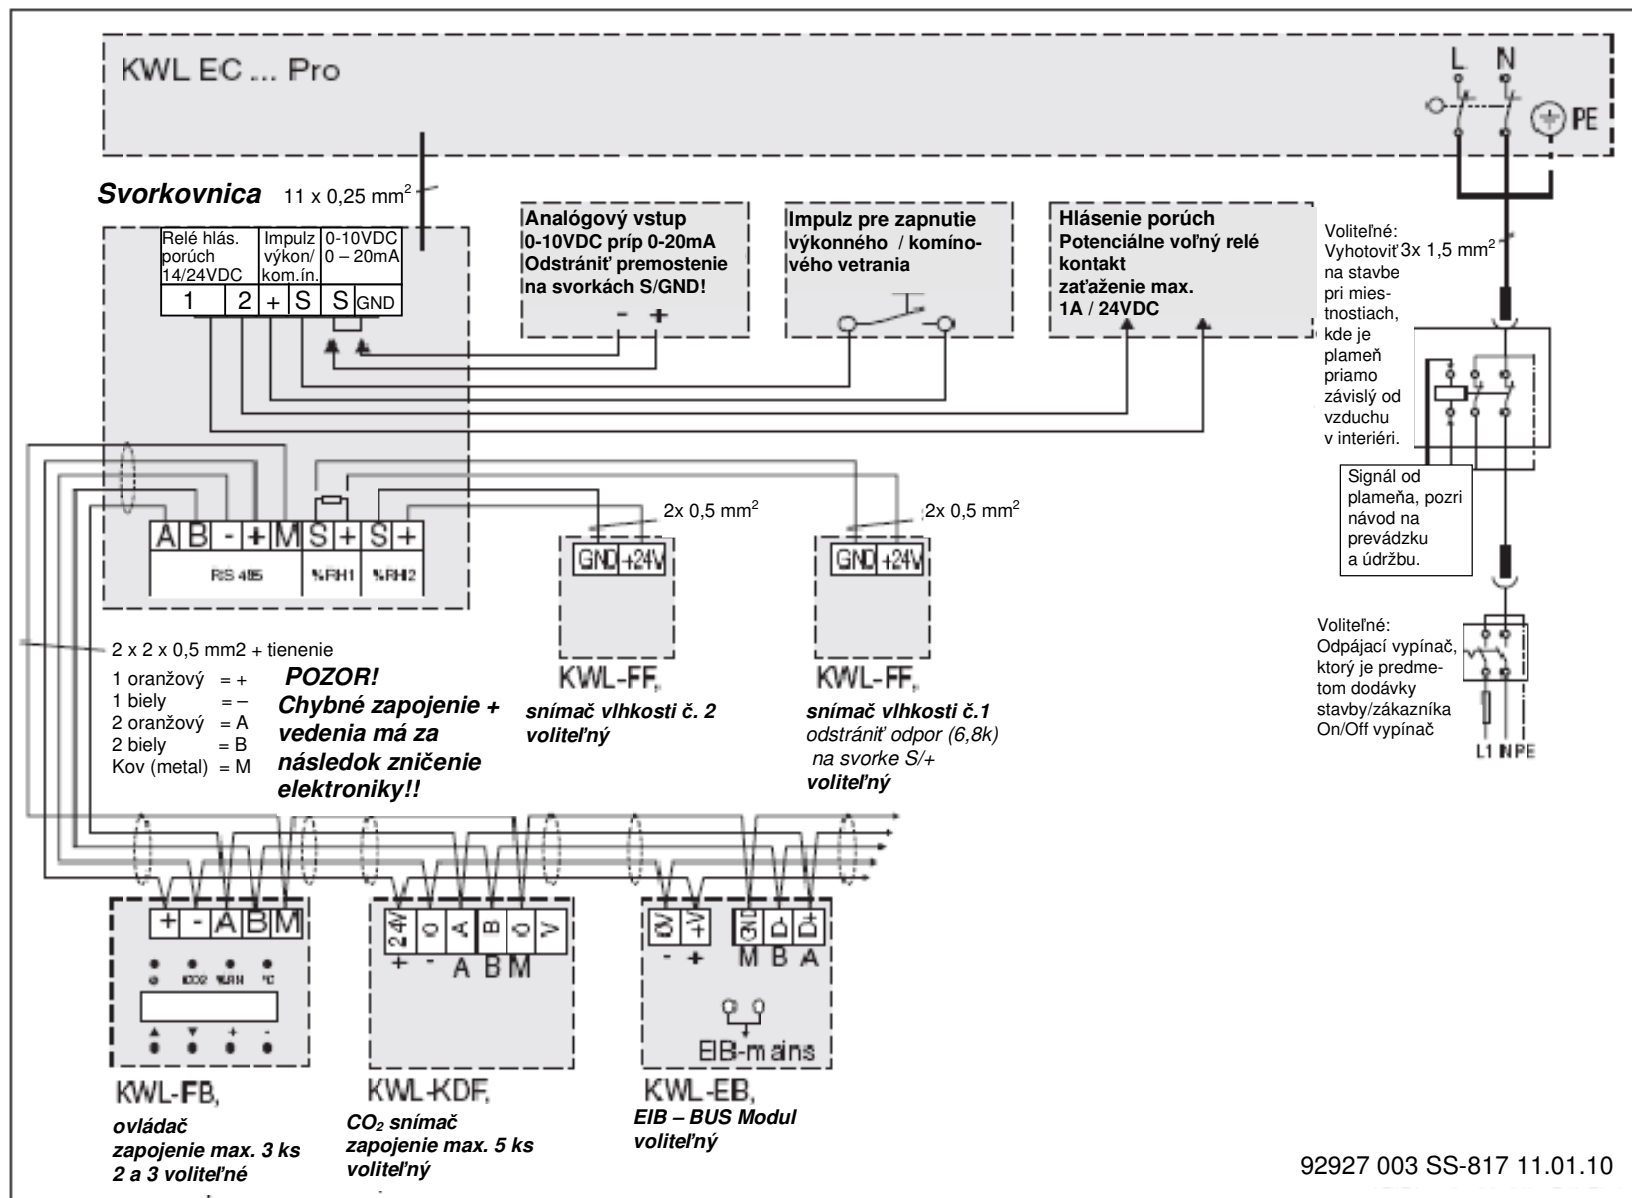 KWL EC ... Pro
L N
PE
Svorkovnica 11 x 0,25 mm²
Relé hlás.
porúch
14/24VDC
Impulz
výkon/
kom.ín.
0-10VDC
0 – 20mA
1 2 + S S GND
Analógový vstup
0-10VDC príp 0-20mA
Odstrániť premostenie
na svorkách S/GND!
- +
Impulz pre zapnutie
výkonného / komíno-
vého vetrania
Hlásenie porúch
Potenciálne voľný relé
kontakt
zaťaženie max.
1A / 24VDC
Voliteľné:
Vyhotoviť 3x 1,5 mm²
na stavbe
pri mies-
tnostiach,
kde je
plameň
priamo
závislý od
vzduchu
v interiéri.
Signál od
plameňa, pozri
návod na
prevádzku
a údržbu.
A B - + M S + S +
RS 485 %RH1 %RH2
2x 0,5 mm²
GND +24V
KWL-FF,
snímač vlhkosti č. 2
voliteľný
2x 0,5 mm²
GND +24V
KWL-FF,
snímač vlhkosti č.1
odstrániť odpor (6,8k)
na svorke S/+
voliteľný
Voliteľné:
Odpájací vypínač,
ktorý je predme-
tom dodávky
stavby/zákazníka
On/Off vypínač
L1 N PE
2 x 2 x 0,5 mm2 + tienenie
1 oranžový = +
1 biely = –
2 oranžový = A
2 biely = B
Kov (metal) = M
POZOR!
Chybné zapojenie +
vedenia má za
následok zničenie
elektroniky!!
+ - A B M
CO2 %RH °C
▲ ▼ + -
KWL-FB,
ovládač
zapojenie max. 3 ks
2 a 3 voliteľné
24V 0 A B 0 V
+ - A B M
KWL-KDF,
CO₂ snímač
zapojenie max. 5 ks
voliteľný
0V +V GND D- D+
- + M B A
EIB-mains
KWL-EB,
EIB – BUS Modul
voliteľný
92927 003 SS-817 11.01.10